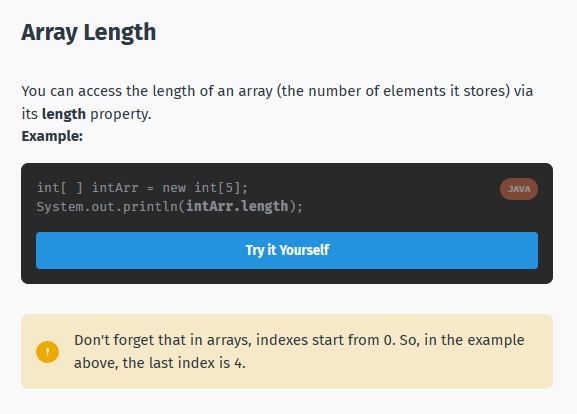 Array Length
You can access the length of an array (the number of elements it stores) via
its length property.
Example:
int[ ] intArr = new int[5];
JAVA
System.out.println(intArr.length);
Try it Yourself
!
Don't forget that in arrays, indexes start from 0. So, in the example
above, the last index is 4.